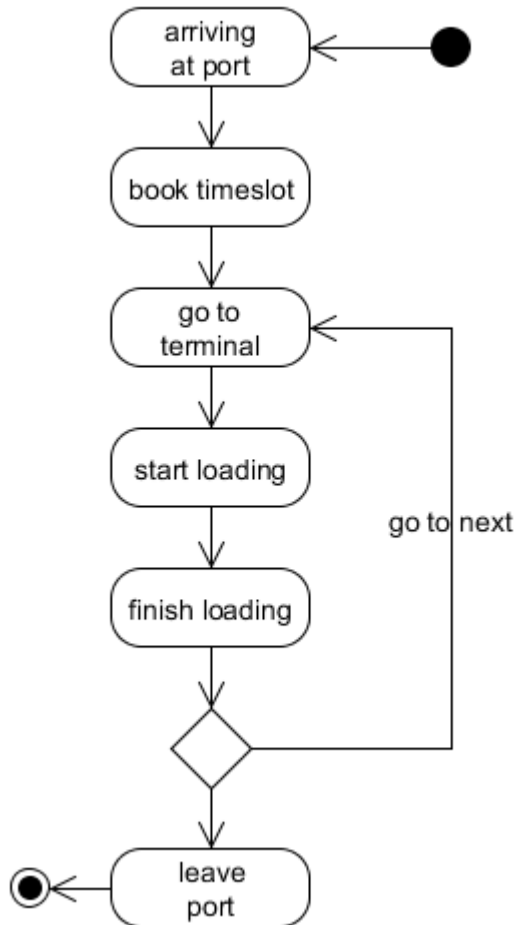 arriving
at port
book timeslot
go to
terminal
start loading
go to next
finish loading
leave
port